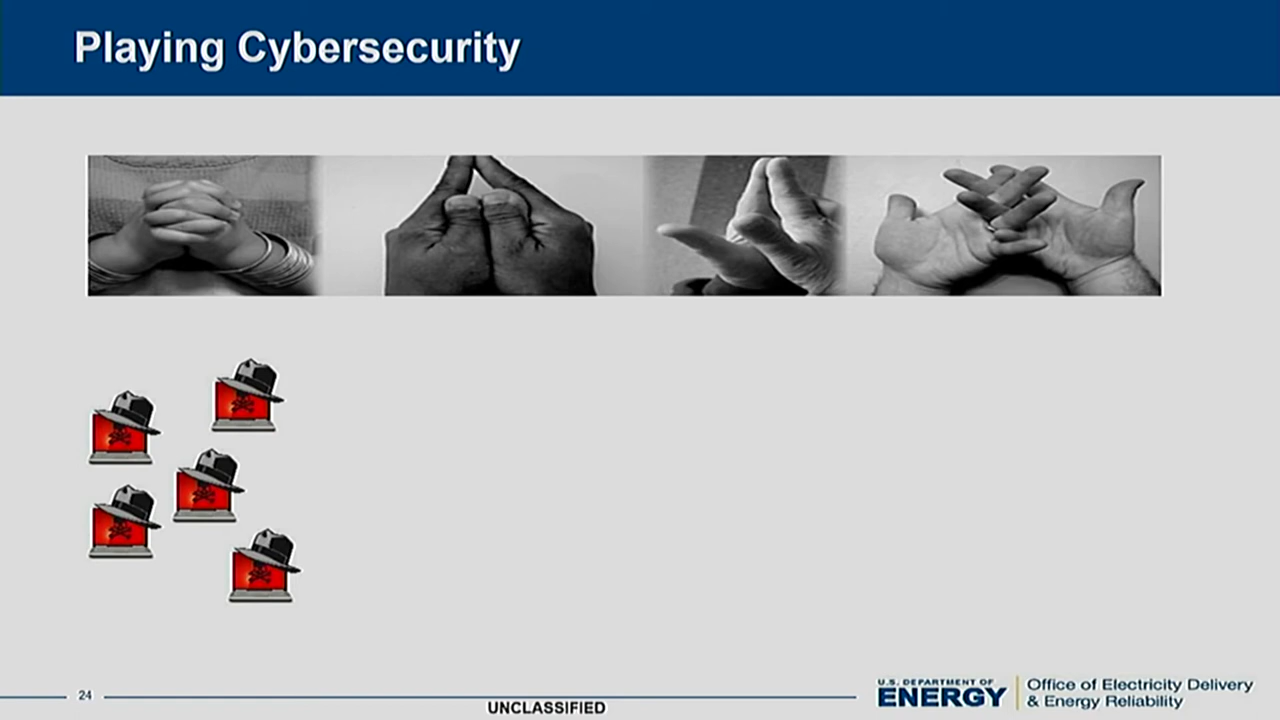 Playing Cybersecurity
24
UNCLASSIFIED
U.S. DEPARTMENT OF
ENERGY
Office of Electricity Delivery
& Energy Reliability